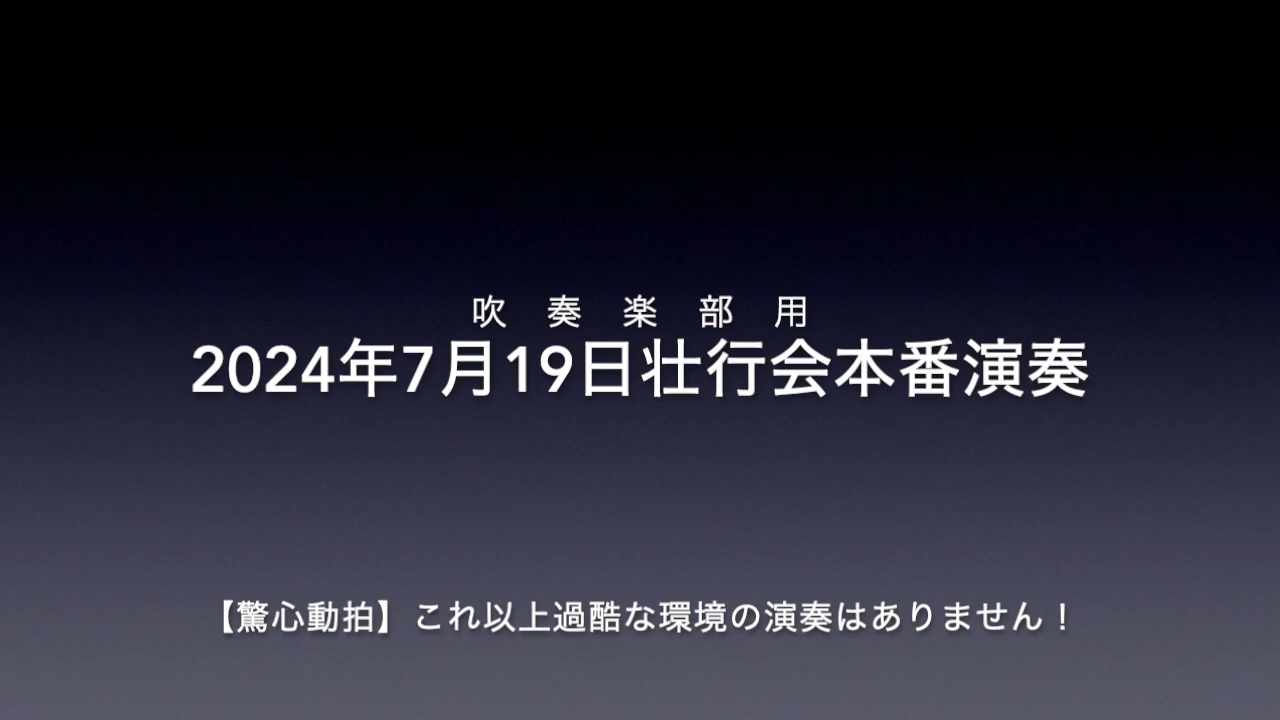 吹奏楽部用
2024年7月19日壮行会本番演奏
【驚心動拍】これ以上過酷な環境の演奏はありません！